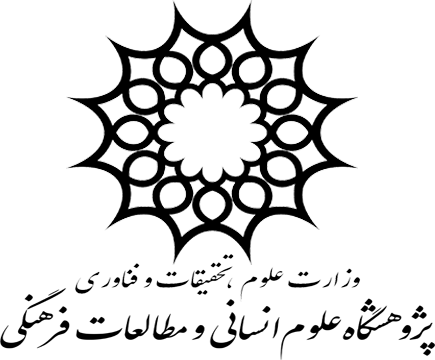 وزارت علوم ، تحقیقات و فناوری
پژوهشگاه علوم انسانی و مطالعات فرهنگی